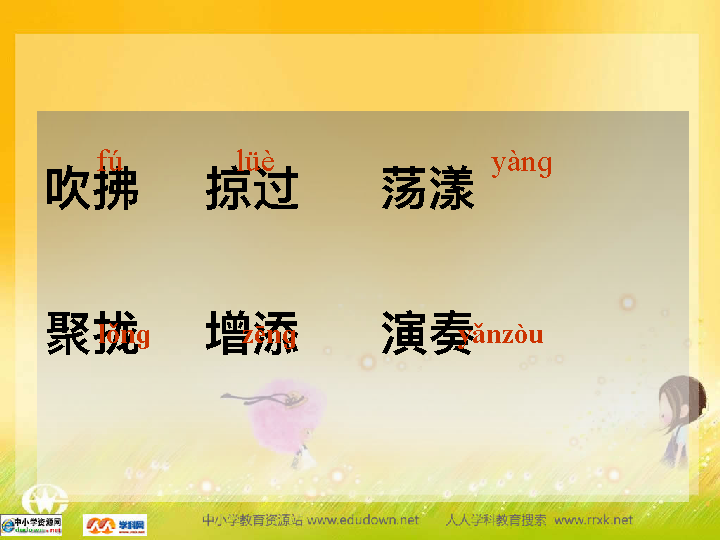 fú lüè yàng
吹拂 掠过 荡漾
聚拢 增添 演奏
lǒng zēng yǎnzòu
中小学资源网 学科网 中小学教育资源站 www.edudown.net 人人学科教育搜索 www.rrxk.net